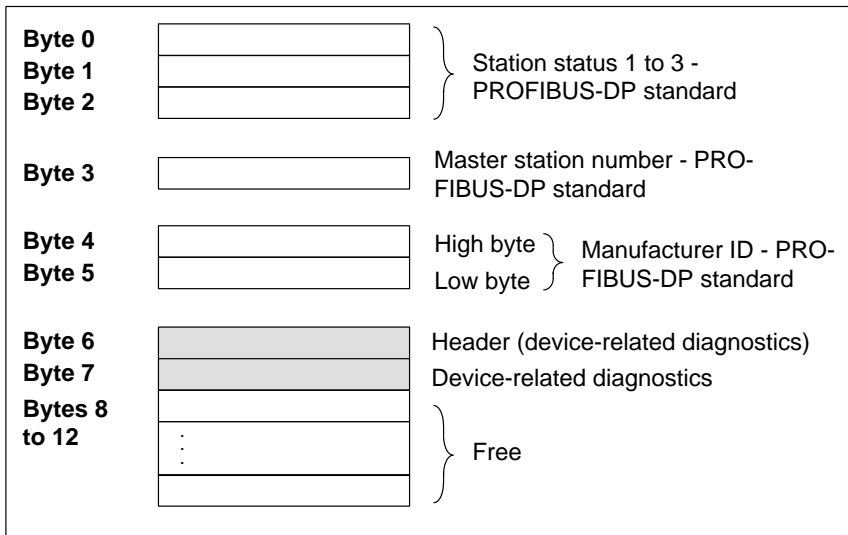 Byte 0
Byte 1
Byte 2
Station status 1 to 3 -
PROFIBUS-DP standard
Byte 3
Master station number - PRO-
FIBUS-DP standard
Byte 4
Byte 5
High byte
Low byte
Manufacturer ID - PRO-
FIBUS-DP standard
Byte 6
Header (device-related diagnostics)
Byte 7
Device-related diagnostics
Bytes 8
to 12
Free